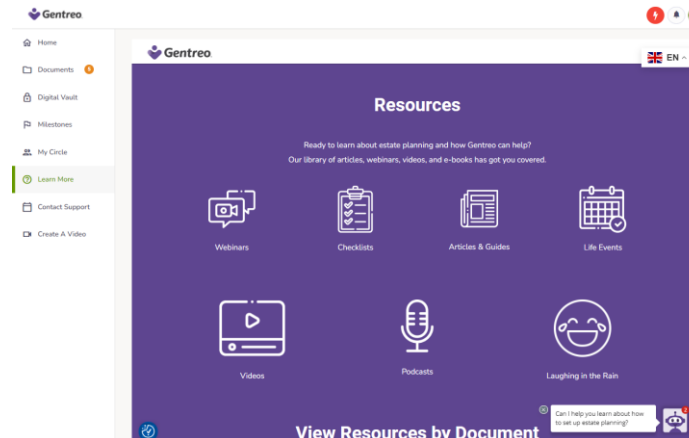 Gentreo
Home
Documents
Digital Vault
Milestones
My Circle
Learn More
Contact Support
Create A Video
Gentreo
EN
Resources
Ready to learn about estate planning and how Gentreo can help?
Our library of articles, webinars, videos, and e-books has got you covered.
Webinars
Checklists
Articles & Guides
Life Events
Videos
Podcasts
Laughing in the Rain
Can I help you learn about how
to set up estate planning?
View Resources by Document